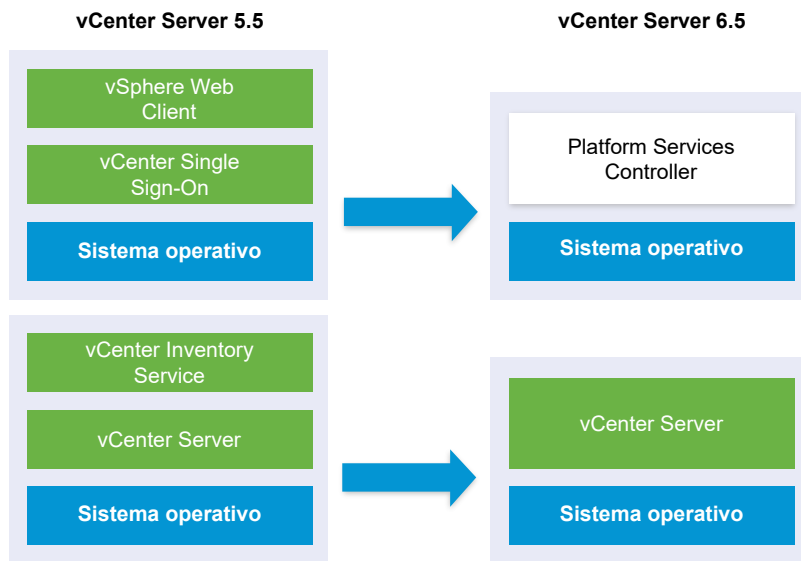 vCenter Server 5.5
vSphere Web
Client
vCenter Single
Sign-On
Sistema operativo
vCenter Inventory
Service
vCenter Server
Sistema operativo
vCenter Server 6.5
Platform Services
Controller
Sistema operativo
vCenter Server
Sistema operativo